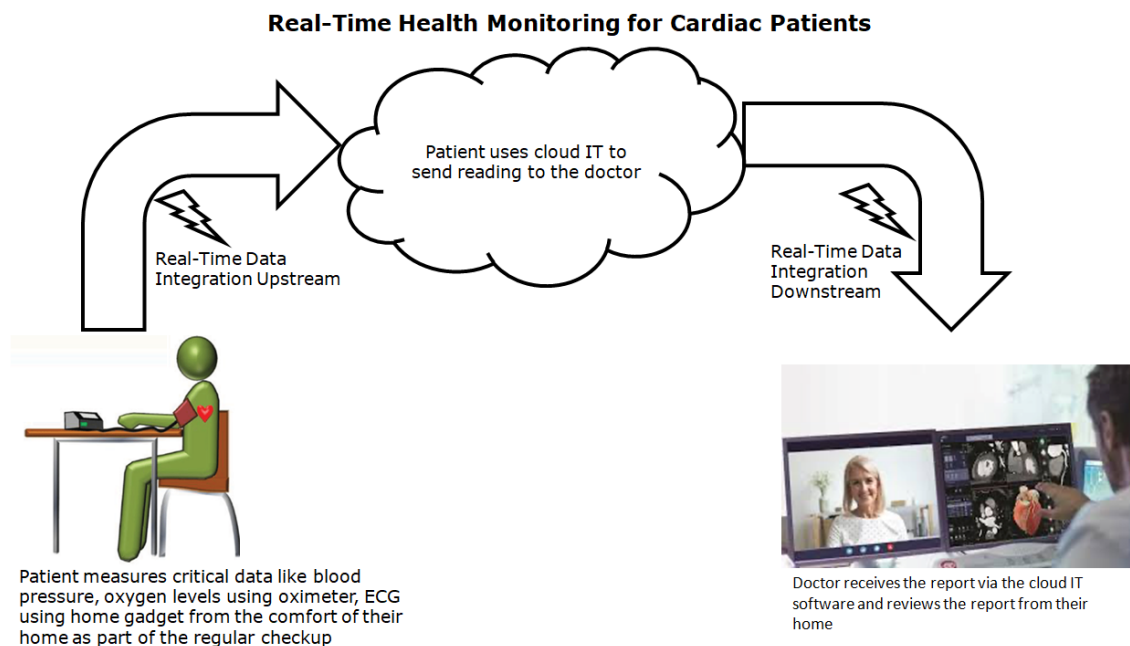 Real-Time Health Monitoring for Cardiac Patients
Patient uses cloud IT to
send reading to the doctor
Real-Time Data
Integration Upstream
Real-Time Data
Integration
Downstream
Patient measures critical data like blood
pressure, oxygen levels using oximeter, ECG
using home gadget from the comfort of their
home as part of the regular checkup
Doctor receives the report via the cloud IT
software and reviews the report from their
home